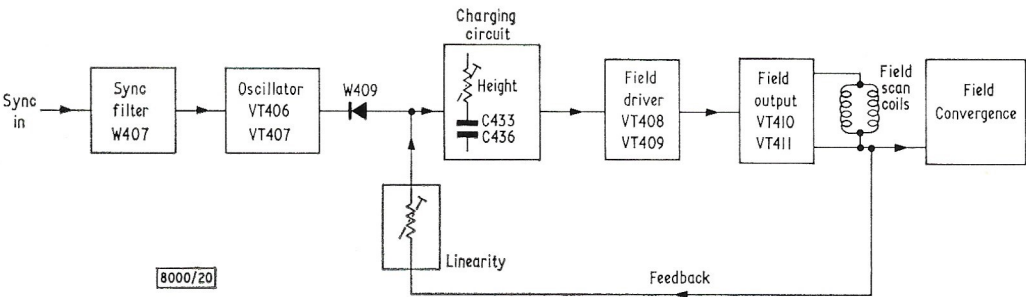 Sync
in
Sync
filter
W407
Oscillator
VT406
VT407
W409
Charging
circuit
Height
C433
C436
Field
driver
VT408
VT409
Field
output
VT410
VT411
Field
scan
coils
Field
Convergence
Linearity
Feedback
8000/20